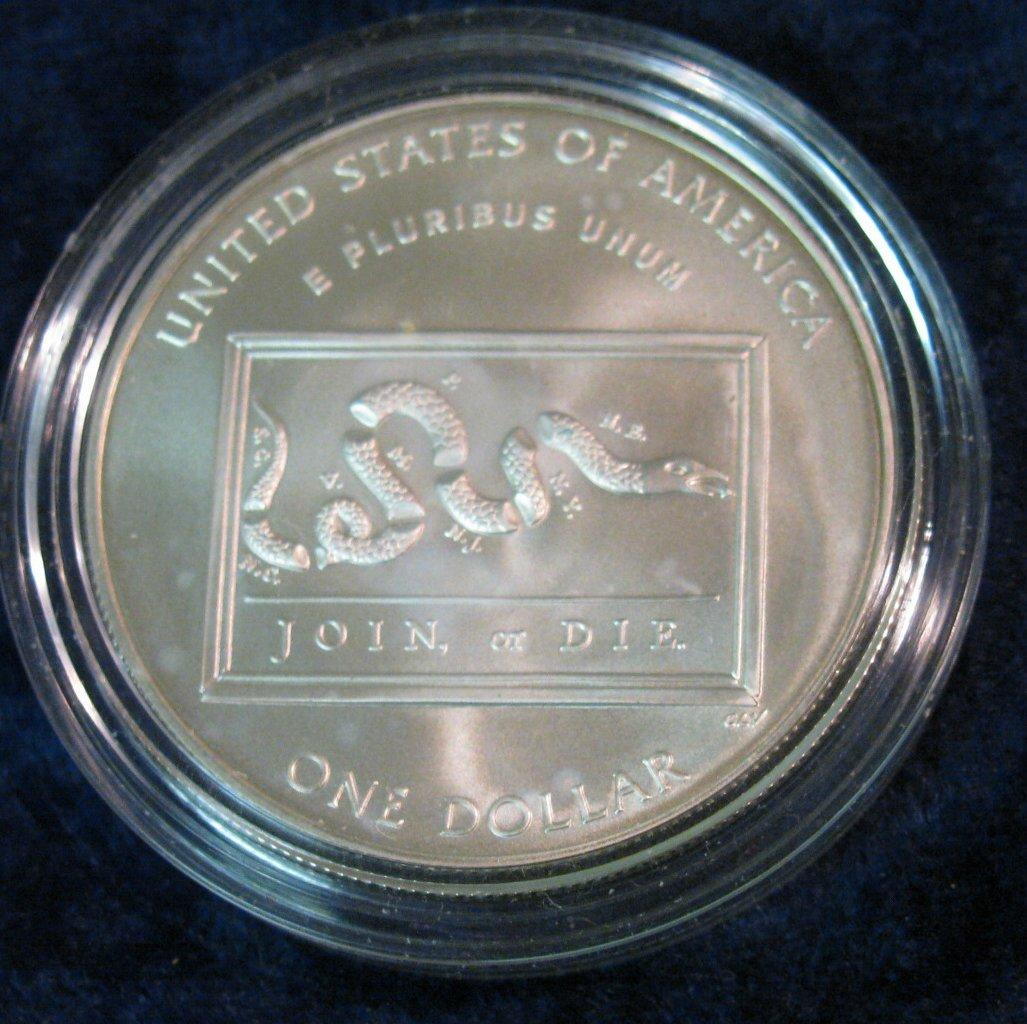 UNITED STATES OF AMERICA
E PLURIBUS UNUM
S.C.
N.C.
V.
M.
P.
N.J.
N.Y.
N.E.
JOIN, or DIE.
ONE DOLLAR